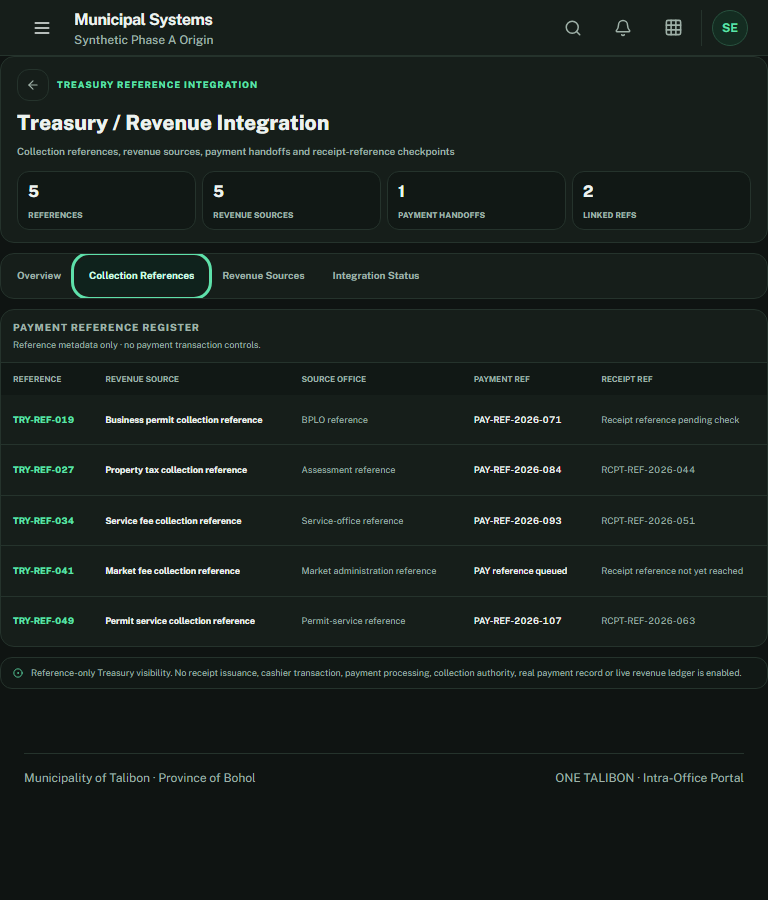 Municipal Systems
Synthetic Phase A Origin
SE
TREASURY REFERENCE INTEGRATION
Treasury / Revenue Integration
Collection references, revenue sources, payment handoffs and receipt-reference checkpoints
5 5 1 2
REFERENCES REVENUE SOURCES PAYMENT HANDOFFS LINKED REFS
Overview Collection References Revenue Sources Integration Status
PAYMENT REFERENCE REGISTER
Reference metadata only · no payment transaction controls.
REFERENCE REVENUE SOURCE SOURCE OFFICE PAYMENT REF RECEIPT REF
TRY-REF-019 Business permit collection reference BPLO reference PAY-REF-2026-071 Receipt reference pending check
TRY-REF-027 Property tax collection reference Assessment reference PAY-REF-2026-084 RCPT-REF-2026-044
TRY-REF-034 Service fee collection reference Service-office reference PAY-REF-2026-093 RCPT-REF-2026-051
TRY-REF-041 Market fee collection reference Market administration reference PAY reference queued Receipt reference not yet reached
TRY-REF-049 Permit service collection reference Permit-service reference PAY-REF-2026-107 RCPT-REF-2026-063
Reference-only Treasury visibility. No receipt issuance, cashier transaction, payment processing, collection authority, real payment record or live revenue ledger is enabled.
Municipality of Talibon · Province of Bohol ONE TALIBON · Intra-Office Portal